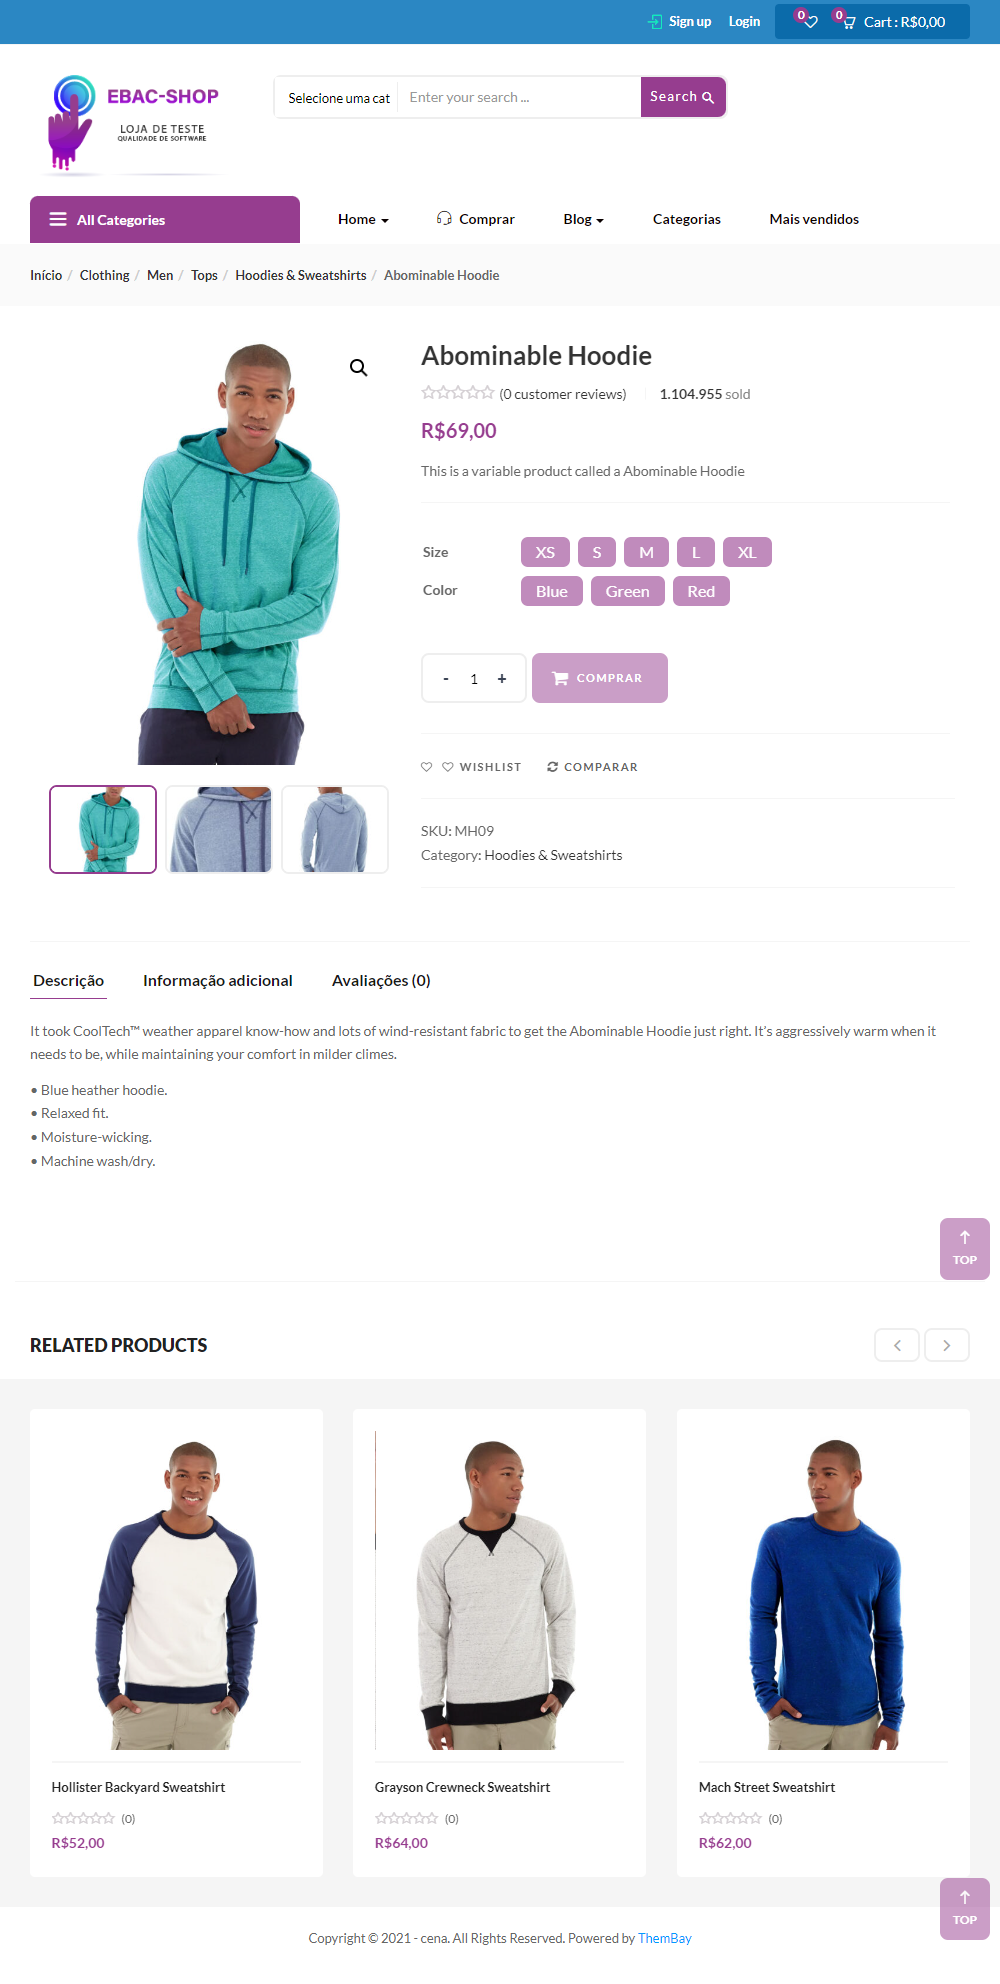 Sign up Login 0 0 Cart : R$0,00
EBAC-SHOP
LOJA DE TESTE
QUALIDADE DE SOFTWARE
Selecione uma cat Enter your search ... Search
All Categories Home Comprar Blog Categorias Mais vendidos
Início / Clothing / Men / Tops / Hoodies & Sweatshirts / Abominable Hoodie
Abominable Hoodie
(0 customer reviews) 1.104.955 sold
R$69,00
This is a variable product called a Abominable Hoodie
Size XS S M L XL
Color Blue Green Red
- 1 + COMPRAR
WISHLIST COMPARAR
SKU: MH09
Category: Hoodies & Sweatshirts
Descrição Informação adicional Avaliações (0)
It took CoolTech™ weather apparel know-how and lots of wind-resistant fabric to get the Abominable Hoodie just right. It’s aggressively warm when it
needs to be, while maintaining your comfort in milder climes.
• Blue heather hoodie.
• Relaxed fit.
• Moisture-wicking.
• Machine wash/dry.
TOP
RELATED PRODUCTS
Hollister Backyard Sweatshirt
(0)
R$52,00
Grayson Crewneck Sweatshirt
(0)
R$64,00
Mach Street Sweatshirt
(0)
R$62,00
TOP
Copyright © 2021 - cena. All Rights Reserved. Powered by ThemBay